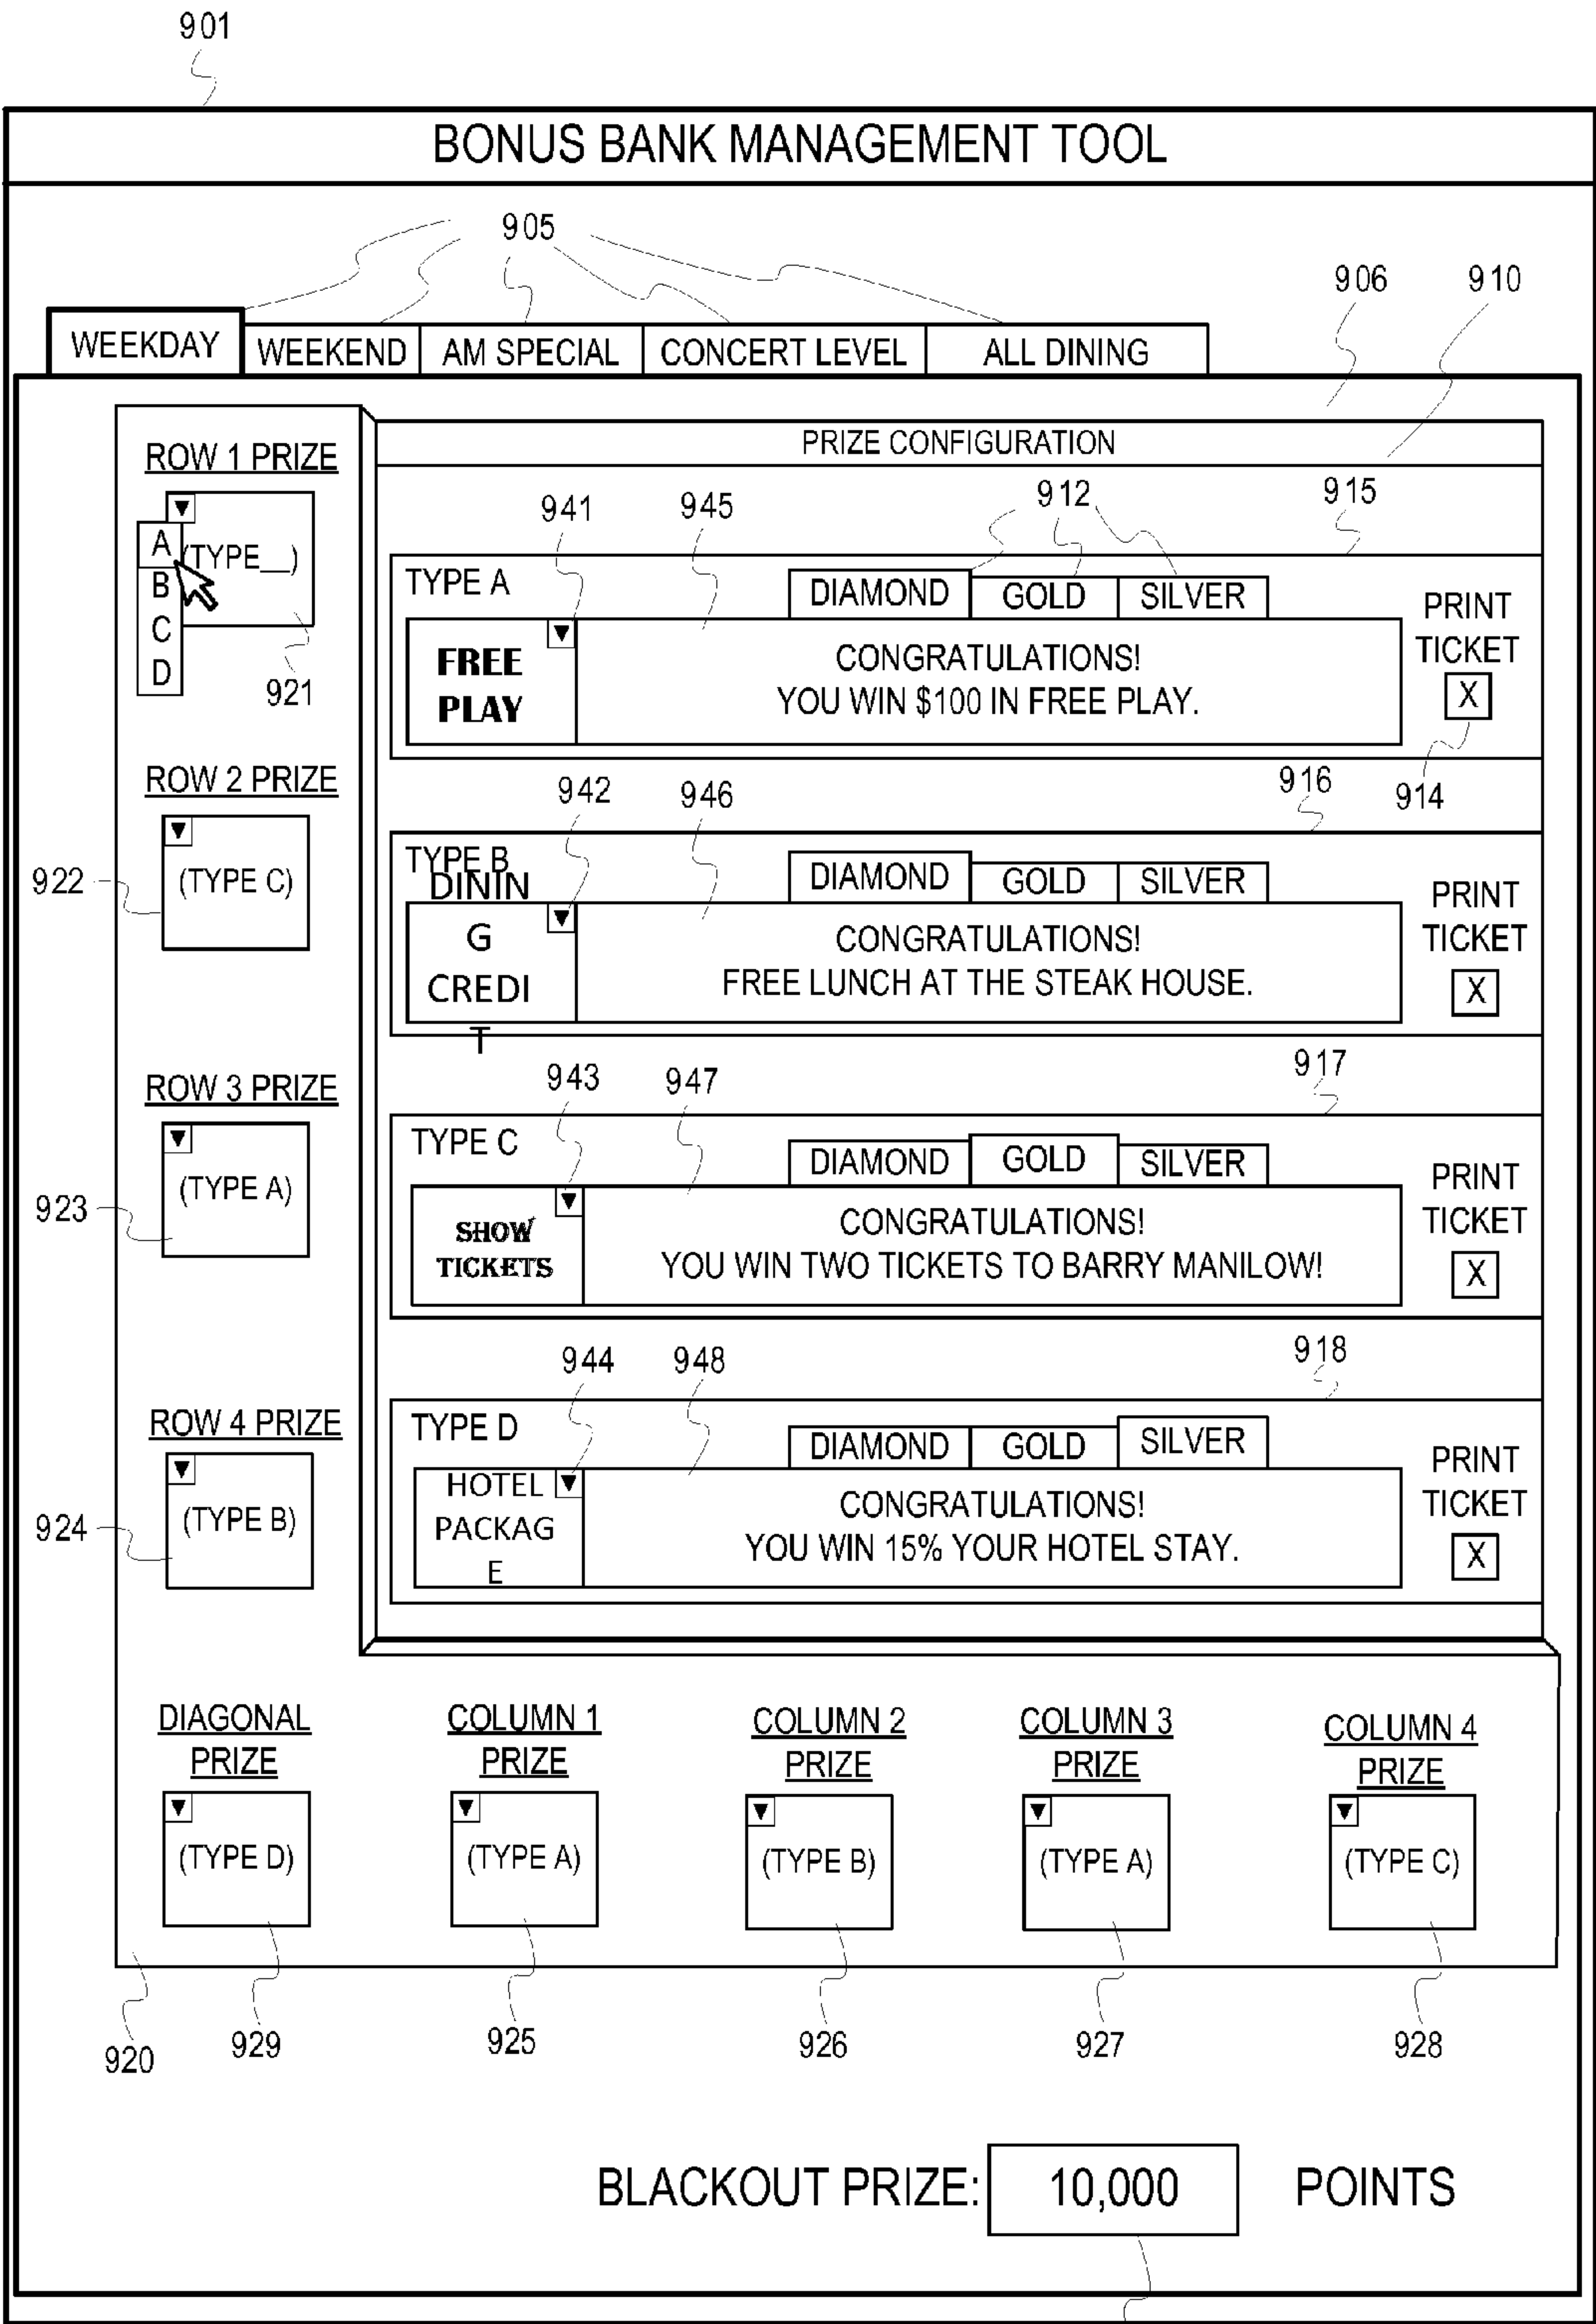 901
BONUS BANK MANAGEMENT TOOL
905
906
910
WEEKDAY
WEEKEND
AM SPECIAL
CONCERT LEVEL
ALL DINING
PRIZE CONFIGURATION
ROW 1 PRIZE
▼
A
B
C
D
(TYPE__)
921
ROW 2 PRIZE
▼
(TYPE C)
922
ROW 3 PRIZE
▼
(TYPE A)
923
ROW 4 PRIZE
▼
(TYPE B)
924
941
945
912
915
TYPE A
DIAMOND
GOLD
SILVER
▼
FREE
PLAY
CONGRATULATIONS!
YOU WIN $100 IN FREE PLAY.
PRINT
TICKET
X
914
942
946
916
TYPE B
DIAMOND
GOLD
SILVER
▼
DININ
G
CREDI
T
CONGRATULATIONS!
FREE LUNCH AT THE STEAK HOUSE.
PRINT
TICKET
X
943
947
917
TYPE C
DIAMOND
GOLD
SILVER
▼
SHOW
TICKETS
CONGRATULATIONS!
YOU WIN TWO TICKETS TO BARRY MANILOW!
PRINT
TICKET
X
944
948
918
TYPE D
DIAMOND
GOLD
SILVER
▼
HOTEL
PACKAG
E
CONGRATULATIONS!
YOU WIN 15% YOUR HOTEL STAY.
PRINT
TICKET
X
DIAGONAL
PRIZE
▼
(TYPE D)
COLUMN 1
PRIZE
▼
(TYPE A)
COLUMN 2
PRIZE
▼
(TYPE B)
COLUMN 3
PRIZE
▼
(TYPE A)
COLUMN 4
PRIZE
▼
(TYPE C)
920
929
925
926
927
928
BLACKOUT PRIZE: 10,000 POINTS